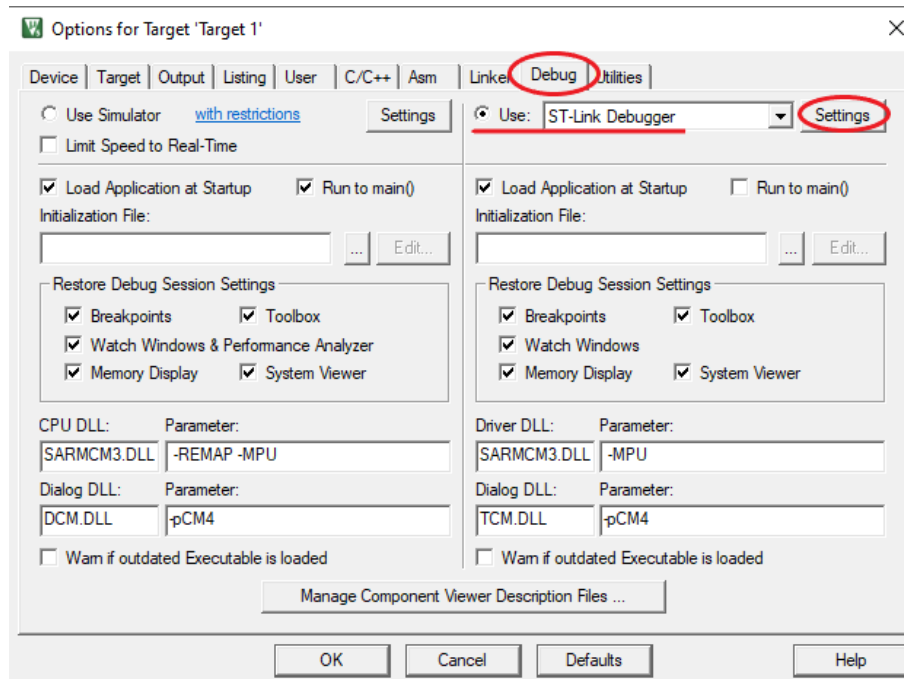 Options for Target 'Target 1'
Device Target Output Listing User C/C++ Asm Linker Debug Utilities
Use Simulator with restrictions Settings
Limit Speed to Real-Time
Load Application at Startup Run to main()
Initialization File:
... Edit...
Restore Debug Session Settings
Breakpoints Toolbox
Watch Windows & Performance Analyzer
Memory Display System Viewer
CPU DLL: Parameter:
SARMCM3.DLL -REMAP -MPU
Dialog DLL: Parameter:
DCM.DLL -pCM4
Warn if outdated Executable is loaded
Use: ST-Link Debugger Settings
Load Application at Startup Run to main()
Initialization File:
... Edit...
Restore Debug Session Settings
Breakpoints Toolbox
Watch Windows
Memory Display System Viewer
Driver DLL: Parameter:
SARMCM3.DLL -MPU
Dialog DLL: Parameter:
TCM.DLL -pCM4
Warn if outdated Executable is loaded
Manage Component Viewer Description Files ...
OK Cancel Defaults Help